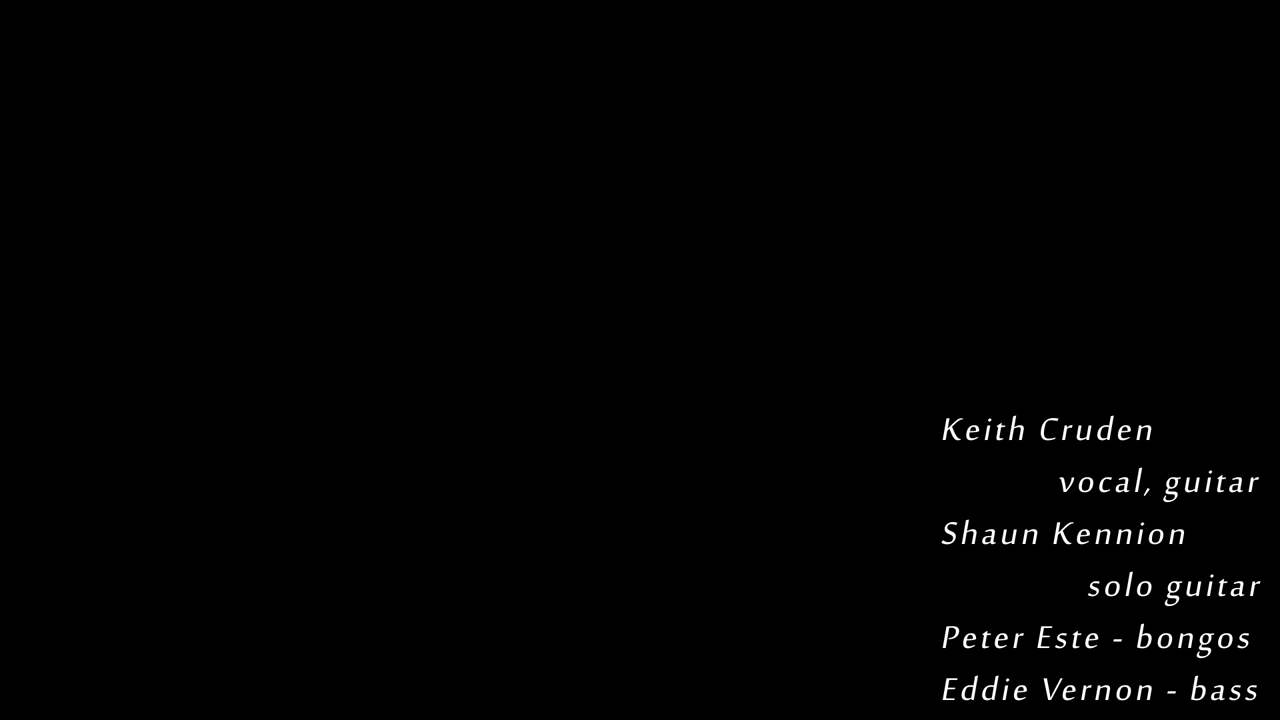 Keith Cruden
vocal, guitar
Shaun Kennion
solo guitar
Peter Este - bongos
Eddie Vernon - bass